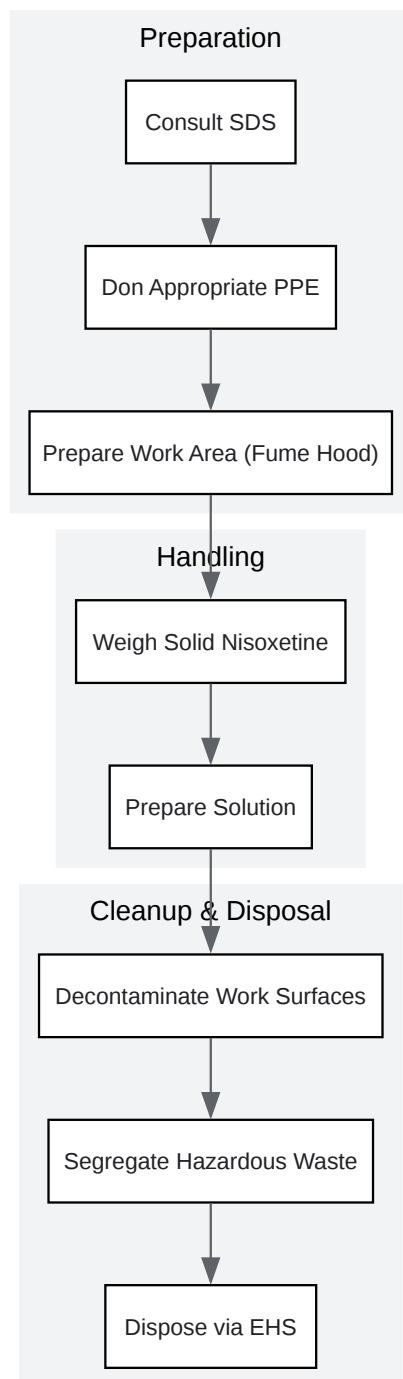 Preparation
Consult SDS
Don Appropriate PPE
Prepare Work Area (Fume Hood)
Handling
Weigh Solid Nisoxetine
Prepare Solution
Cleanup & Disposal
Decontaminate Work Surfaces
Segregate Hazardous Waste
Dispose via EHS